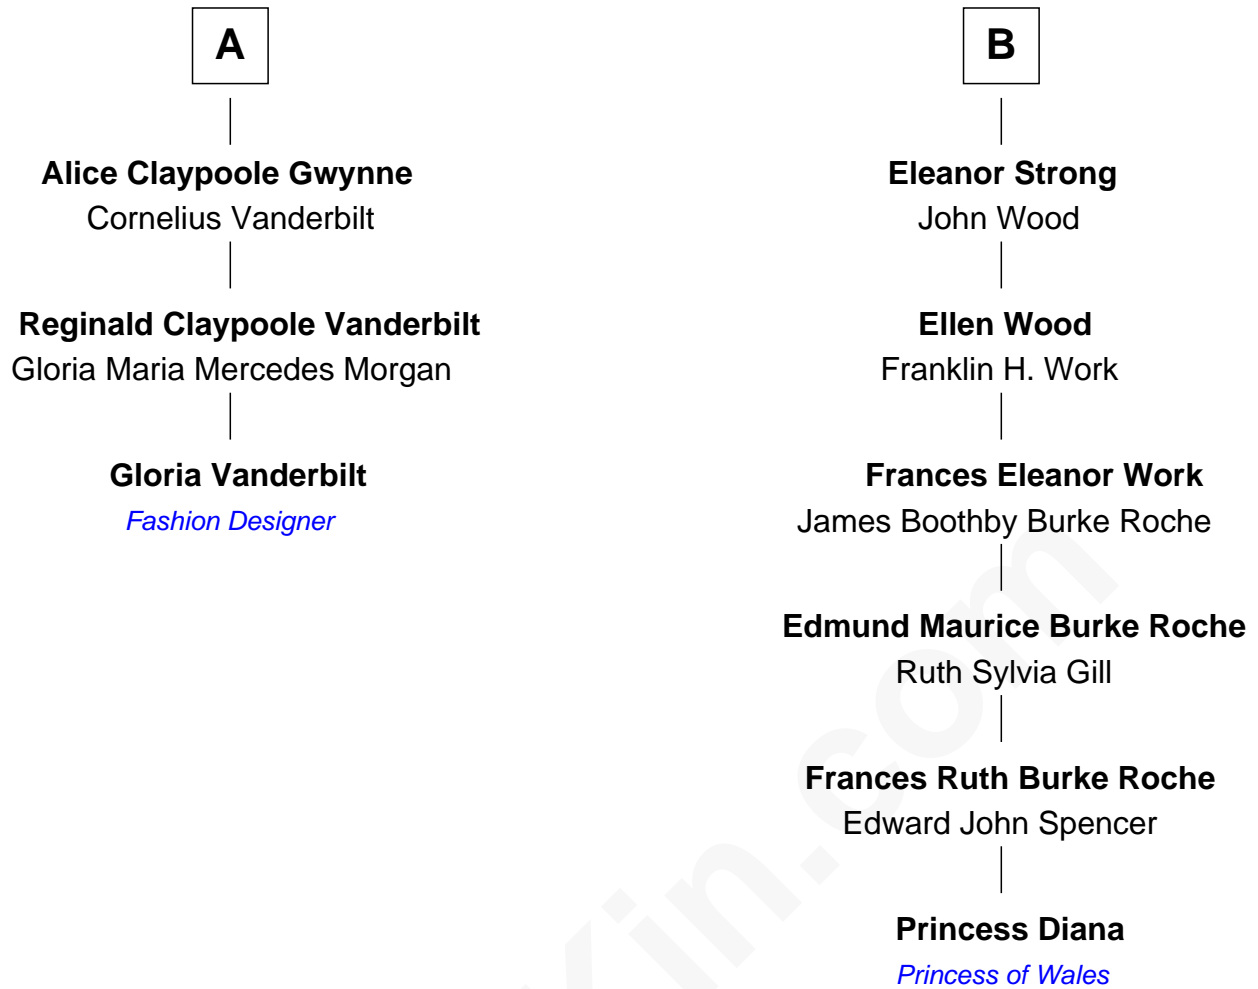 A
Alice Claypoole Gwynne
Cornelius Vanderbilt
Reginald Claypoole Vanderbilt
Gloria Maria Mercedes Morgan
Gloria Vanderbilt
Fashion Designer
B
Eleanor Strong
John Wood
Ellen Wood
Franklin H. Work
Frances Eleanor Work
James Boothby Burke Roche
Edmund Maurice Burke Roche
Ruth Sylvia Gill
Frances Ruth Burke Roche
Edward John Spencer
Princess Diana
Princess of Wales
Kin.com